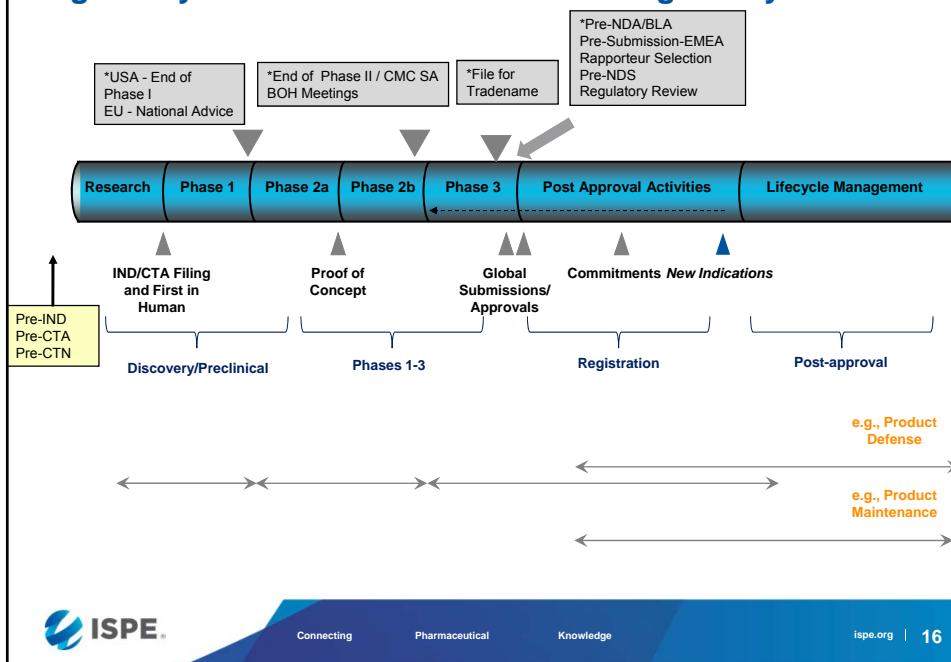 *Pre-NDA/BLA
Pre-Submission-EMEA
Rapporteur Selection
Pre-NDS
Regulatory Review
*USA - End of
Phase I
EU - National Advice
*End of Phase II / CMC SA
BOH Meetings
*File for
Tradename
Research
Phase 1
Phase 2a
Phase 2b
Phase 3
Post Approval Activities
Lifecycle Management
IND/CTA Filing
and First in
Human
Proof of
Concept
Global
Submissions/
Approvals
Commitments
New Indications
Pre-IND
Pre-CTA
Pre-CTN
Discovery/Preclinical
Phases 1-3
Registration
Post-approval
e.g., Product
Defense
e.g., Product
Maintenance
ISPE®
Connecting Pharmaceutical Knowledge
ispe.org | 16